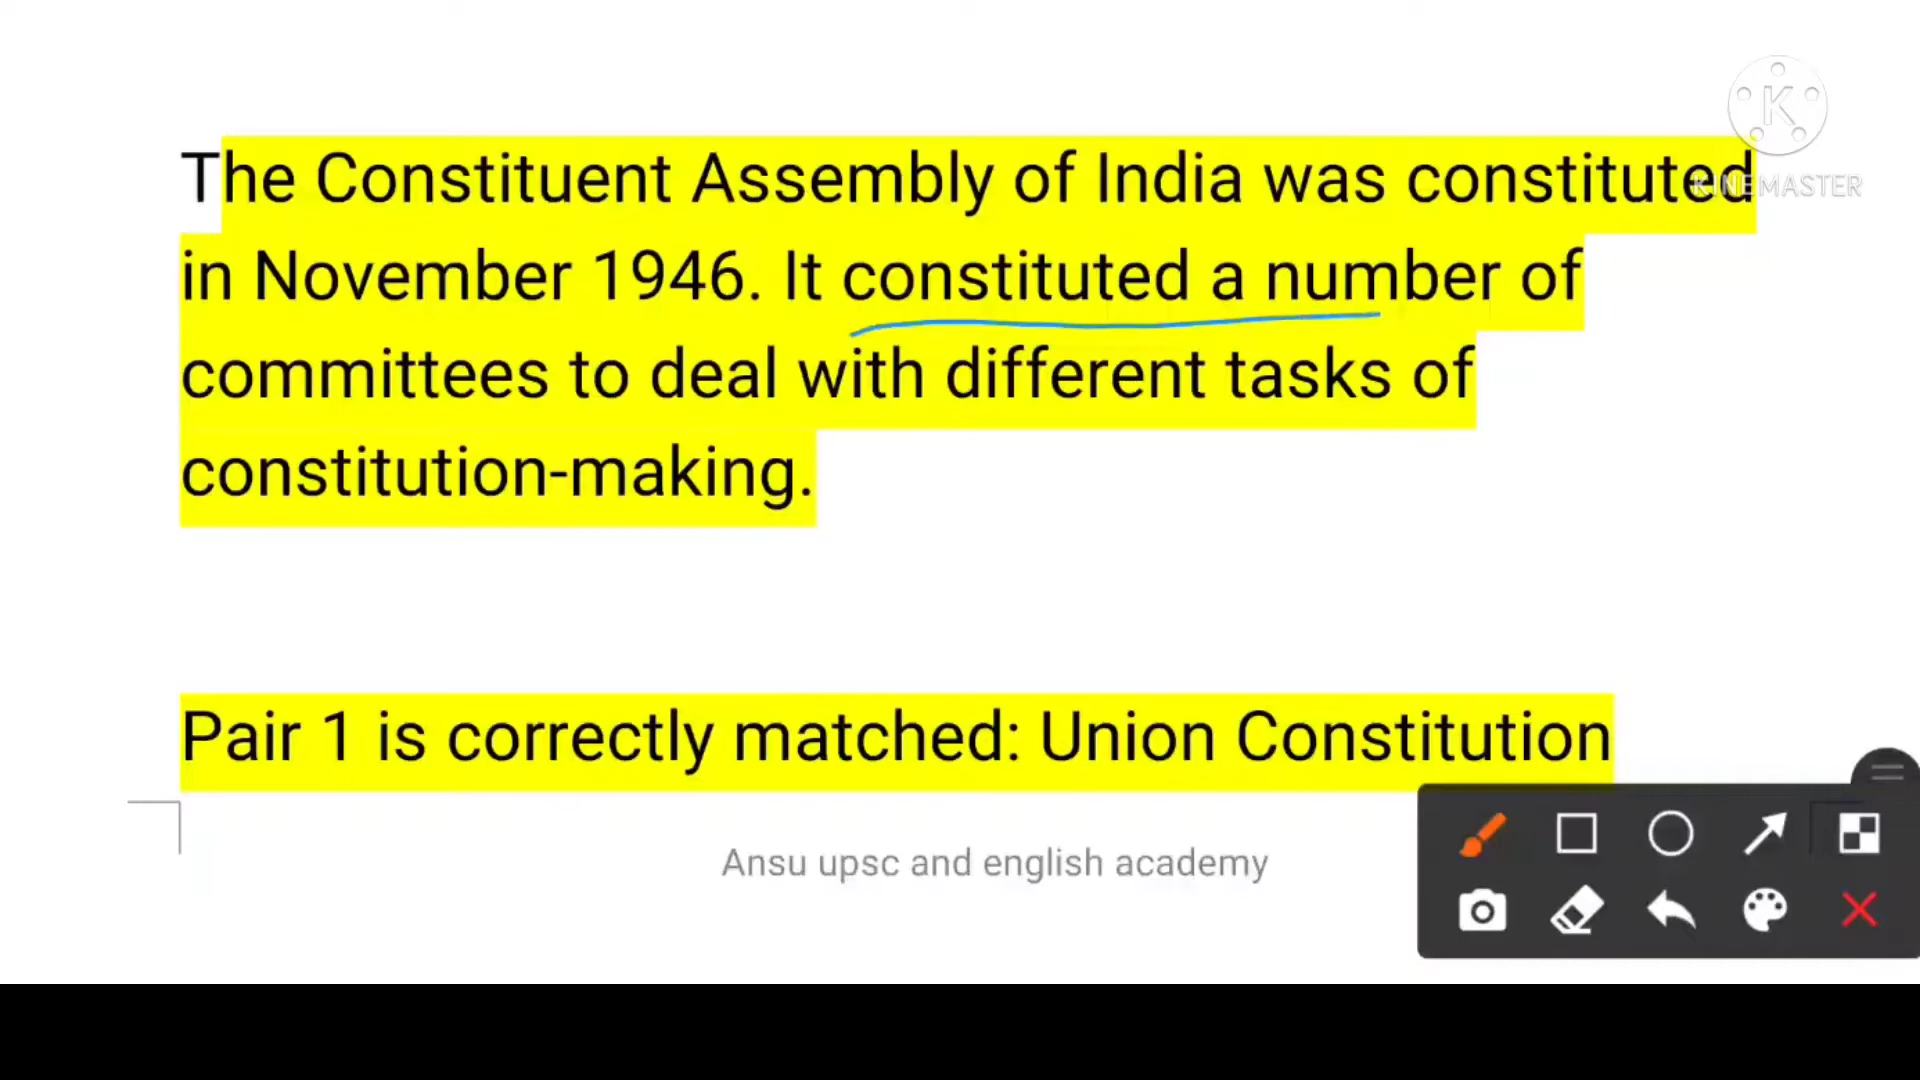 The Constituent Assembly of India was constituted
in November 1946. It constituted a number of
committees to deal with different tasks of
constitution-making.
Pair 1 is correctly matched: Union Constitution
Ansu upsc and english academy
K
KINEMASTER